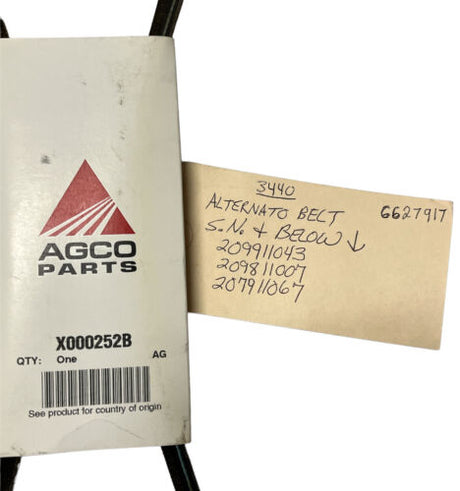 AGCO
PARTS
X000252B
QTY: One AG
See product for country of origin
3440
ALTERNATO BELT 6627917
S.N. & BELOW ↓
209911043
209811007
207911067